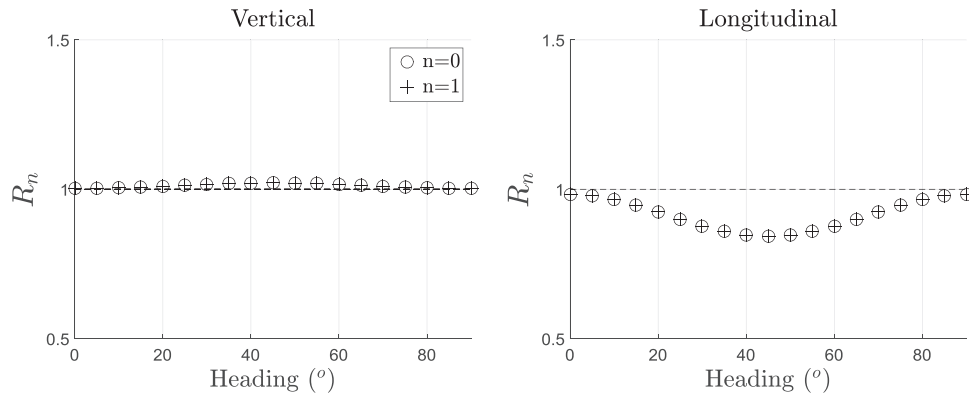 Vertical
1.5
n=0
n=1
R_n
1
0.5
0 20 40 60 80
Heading (°)
Longitudinal
1.5
R_n
1
0.5
0 20 40 60 80
Heading (°)